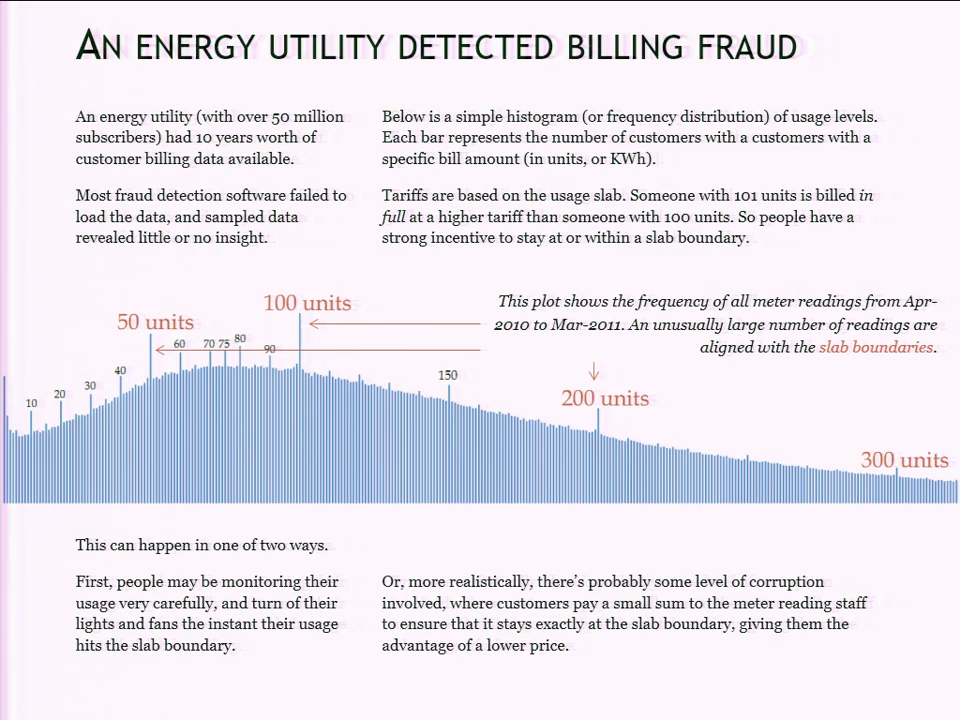 AN ENERGY UTILITY DETECTED BILLING FRAUD
An energy utility (with over 50 million
subscribers) had 10 years worth of
customer billing data available.
Most fraud detection software failed to
load the data, and sampled data
revealed little or no insight.
Below is a simple histogram (or frequency distribution) of usage levels.
Each bar represents the number of customers with a customers with a
specific bill amount (in units, or KWh).
Tariffs are based on the usage slab. Someone with 101 units is billed in
full at a higher tariff than someone with 100 units. So people have a
strong incentive to stay at or within a slab boundary.
This plot shows the frequency of all meter readings from Apr-
2010 to Mar-2011. An unusually large number of readings are
aligned with the slab boundaries.
10
20
30
40
50 units
60
70
75
80
90
100 units
150
200 units
300 units
This can happen in one of two ways.
First, people may be monitoring their
usage very carefully, and turn of their
lights and fans the instant their usage
hits the slab boundary.
Or, more realistically, there's probably some level of corruption
involved, where customers pay a small sum to the meter reading staff
to ensure that it stays exactly at the slab boundary, giving them the
advantage of a lower price.